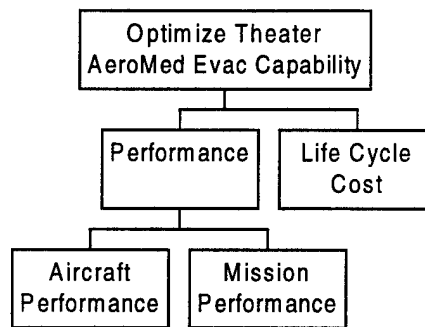 Optimize Theater
AeroMed Evac Capability
Performance
Life Cycle
Cost
Aircraft
Performance
Mission
Performance